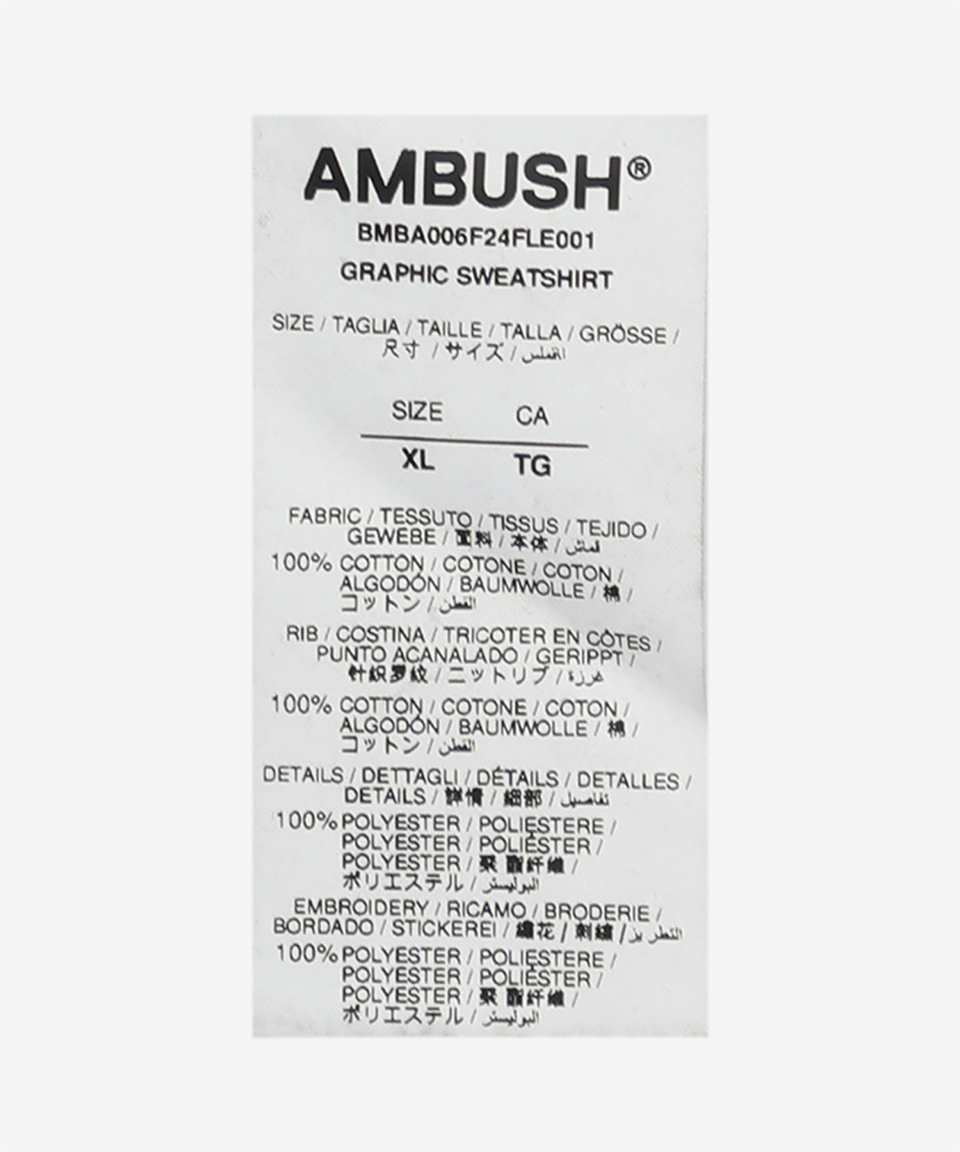 AMBUSH®
BMBA006F24FLE001
GRAPHIC SWEATSHIRT
SIZE / TAGLIA / TAILLE / TALLA / GRÖSSE /
尺寸 / サイズ /
SIZE CA
XL TG
FABRIC / TESSUTO / TISSUS / TEJIDO /
GEWEBE / 面料 / 本体 / قماش
100% COTTON / COTONE / COTON /
ALGODÓN / BAUMWOLLE / 棉 /
コットン / القطن
RIB / COSTINA / TRICOTER EN CÔTES /
PUNTO ACANALADO / GERIPPT /
针织罗纹 / ニットリブ / غرزة
100% COTTON / COTONE / COTON /
ALGODÓN / BAUMWOLLE / 棉 /
コットン / القطن
DETAILS / DETTAGLI / DÉTAILS / DETALLES /
DETAILS / 詳情 / 細部 / تفاصيل
100% POLYESTER / POLIESTERE /
POLYESTER / POLIÉSTER /
POLYESTER / 聚 酯纤维 /
ポリエステル / البوليستر
EMBROIDERY / RICAMO / BRODERIE /
BORDADO / STICKEREI / 繡花 / 刺繍 / التطريز
100% POLYESTER / POLIESTERE /
POLYESTER / POLIÉSTER /
POLYESTER / 聚 酯纤维 /
ポリエステル / البوليستر